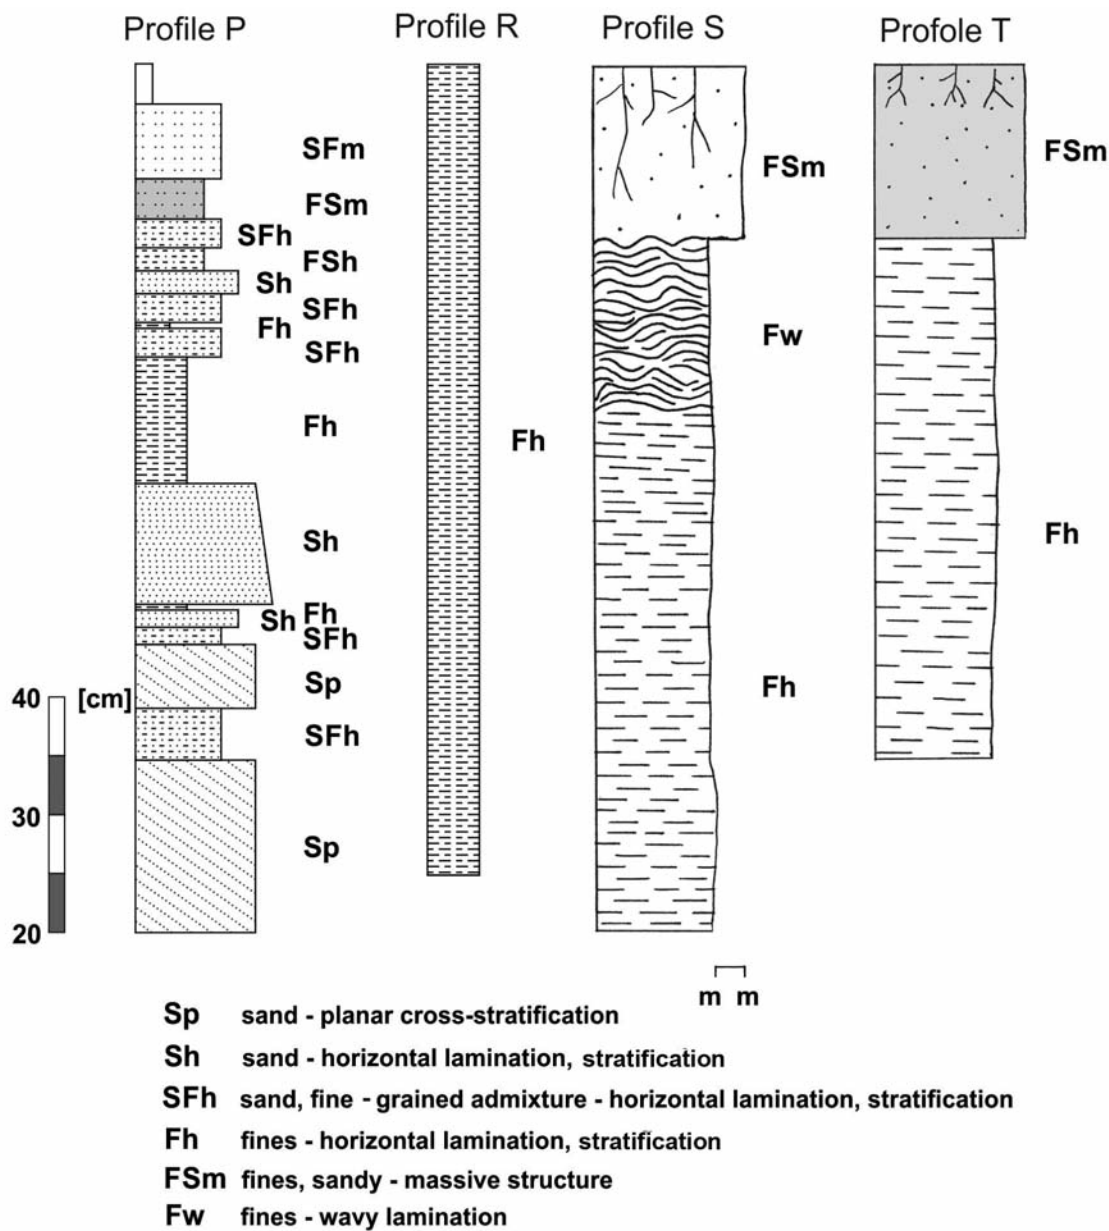 Profile P
Profile R
Profile S
Profole T
SFm
FSm
SFh
FSh
Sh
SFh
Fh
SFh
Fh
Sh
Fh
Sh
SFh
Sp
SFh
Sp
40 [cm]
30
20
Fh
FSm
Fw
Fh
FSm
Fh
m m
Sp sand - planar cross-stratification
Sh sand - horizontal lamination, stratification
SFh sand, fine - grained admixture - horizontal lamination, stratification
Fh fines - horizontal lamination, stratification
FSm fines, sandy - massive structure
Fw fines - wavy lamination